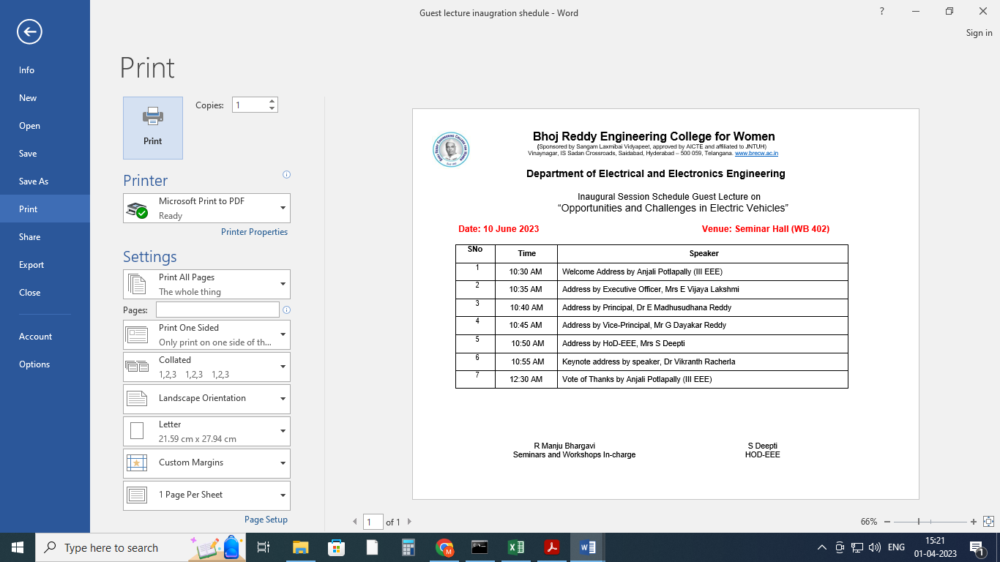 Guest lecture inaugration shedule - Word
?
Sign in
Info
New
Open
Save
Save As
Print
Share
Export
Close
Account
Options
Print
Print
Copies: 1
Printer
Microsoft Print to PDF
Ready
Printer Properties
Settings
Print All Pages
The whole thing
Pages:
Print One Sided
Only print on one side of th...
Collated
1,2,3 1,2,3 1,2,3
Landscape Orientation
Letter
21.59 cm x 27.94 cm
Custom Margins
1 Page Per Sheet
Page Setup
Bhoj Reddy Engineering College for Women
(Sponsored by Sangam Laxmibai Vidyapeet, approved by AICTE and affiliated to JNTUH)
Vinaynagar, IS Sadan Crossroads, Saidabad, Hyderabad – 500 059, Telangana. www.brecw.ac.in
Department of Electrical and Electronics Engineering
Inaugural Session Schedule Guest Lecture on
“Opportunities and Challenges in Electric Vehicles”
Date: 10 June 2023 Venue: Seminar Hall (WB 402)
SNo Time Speaker
1 10:30 AM Welcome Address by Anjali Potlapally (III EEE)
2 10:35 AM Address by Executive Officer, Mrs E Vijaya Lakshmi
3 10:40 AM Address by Principal, Dr E Madhusudhana Reddy
4 10:45 AM Address by Vice-Principal, Mr G Dayakar Reddy
5 10:50 AM Address by HoD-EEE, Mrs S Deepti
6 10:55 AM Keynote address by speaker, Dr Vikranth Racherla
7 12:30 AM Vote of Thanks by Anjali Potlapally (III EEE)
R Manju Bhargavi S Deepti
Seminars and Workshops In-charge HOD-EEE
1 of 1
66%
Type here to search
ENG
15:21
01-04-2023
1